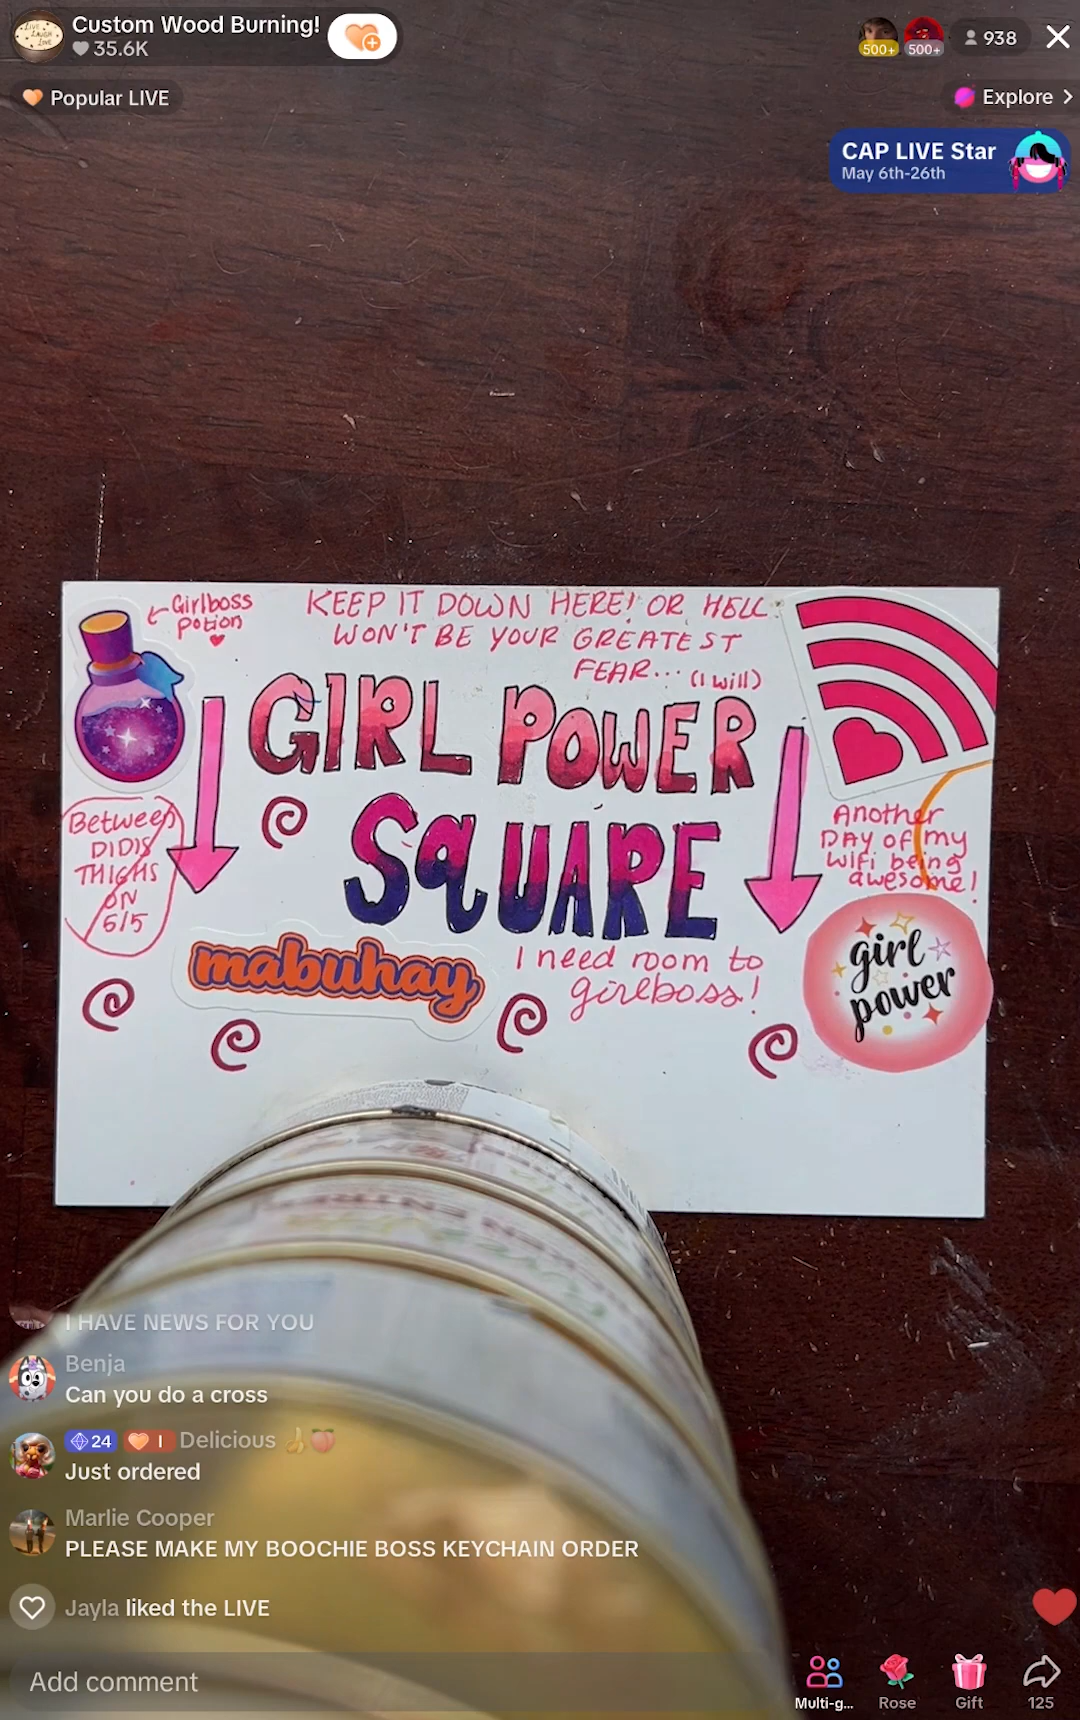 Custom Wood Burning!
35.6K
500+
500+
938
Popular LIVE
Explore
CAP LIVE Star
May 6th-26th
Girlboss
potion
KEEP IT DOWN HERE! OR HELL
WON'T BE YOUR GREATEST
FEAR... (I will)
GIRL POWER
SQUARE
Between
DIDIS
THIGHS
ON
5/5
Another
DAY OF my
wifi being
awesome!
mabuhay
I need room to
girlboss!
girl
power
I HAVE NEWS FOR YOU
Benja
Can you do a cross
24 I Delicious
Just ordered
Marlie Cooper
PLEASE MAKE MY BOOCHIE BOSS KEYCHAIN ORDER
Jayla liked the LIVE
Add comment
Multi-g...
Rose
Gift
125